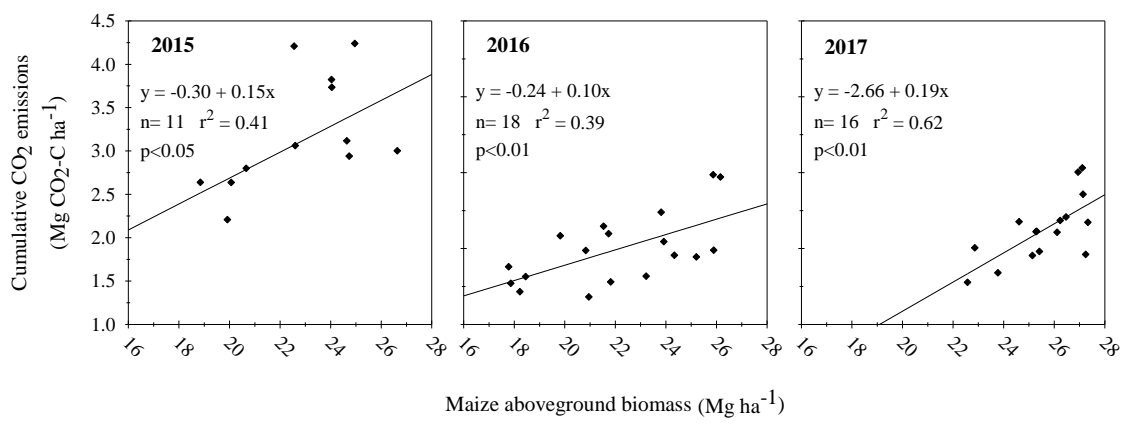 Cumulative CO2 emissions
(Mg CO2-C ha-1)
4.5
4.0
3.5
3.0
2.5
2.0
1.5
1.0
2015
y = -0.30 + 0.15x
n= 11 r2 = 0.41
p<0.05
16 18 20 22 24 26 28
2016
y = -0.24 + 0.10x
n= 18 r2 = 0.39
p<0.01
16 18 20 22 24 26 28
2017
y = -2.66 + 0.19x
n= 16 r2 = 0.62
p<0.01
16 18 20 22 24 26 28
Maize aboveground biomass (Mg ha-1)